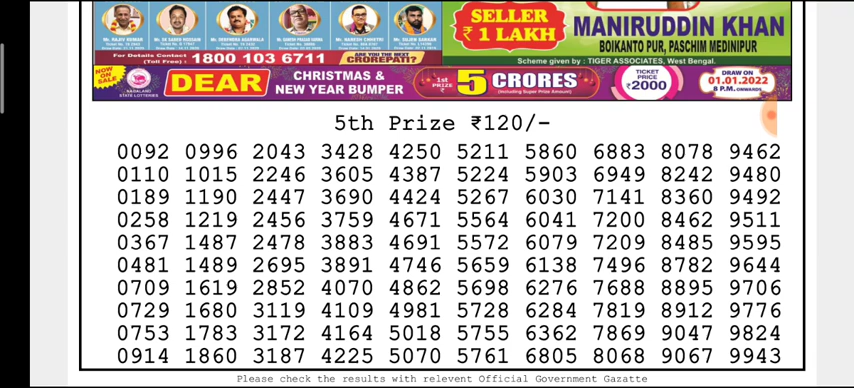 SELLER
₹ 1 LAKH
MANIRUDDIN KHAN
BOIKANTO PUR, PASCHIM MEDINIPUR
For Details Contact (Toll Free) : 1800 103 6711
ARE YOU THE NEXT CROREPATI?
Scheme given by : TIGER ASSOCIATES, West Bengal.
NOW ON SALE
NAGALAND STATE LOTTERIES
DEAR
CHRISTMAS &
NEW YEAR BUMPER
1st PRIZE ₹ 5 CRORES
(Including Super Prize Amount)
TICKET PRICE ₹2000
DRAW ON
01.01.2022
8 P.M. ONWARDS
5th Prize ₹120/-
0092 0996 2043 3428 4250 5211 5860 6883 8078 9462
0110 1015 2246 3605 4387 5224 5903 6949 8242 9480
0189 1190 2447 3690 4424 5267 6030 7141 8360 9492
0258 1219 2456 3759 4671 5564 6041 7200 8462 9511
0367 1487 2478 3883 4691 5572 6079 7209 8485 9595
0481 1489 2695 3891 4746 5659 6138 7496 8782 9644
0709 1619 2852 4070 4862 5698 6276 7688 8895 9706
0729 1680 3119 4109 4981 5728 6284 7819 8912 9776
0753 1783 3172 4164 5018 5755 6362 7869 9047 9824
0914 1860 3187 4225 5070 5761 6805 8068 9067 9943
Please check the results with relevent Official Government Gazatte